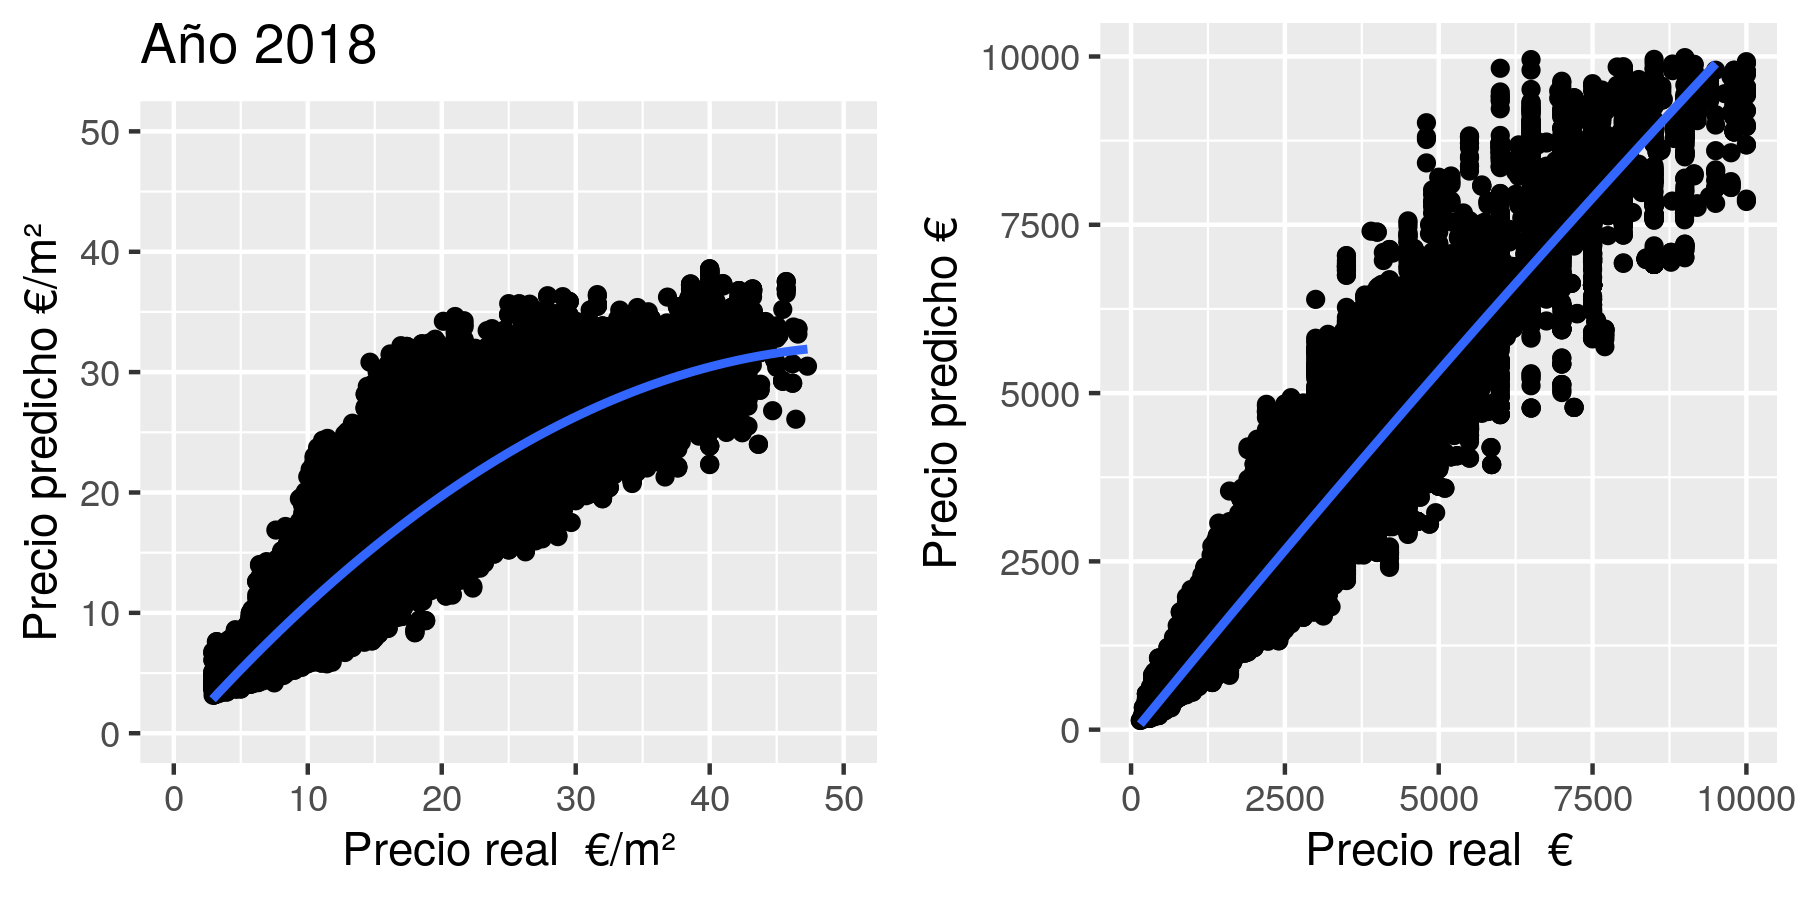 Año 2018
Precio predicho €/m²
50
40
30
20
10
0
0 10 20 30 40 50
Precio real €/m²
Precio predicho €
10000
7500
5000
2500
0
0 2500 5000 7500 10000
Precio real €